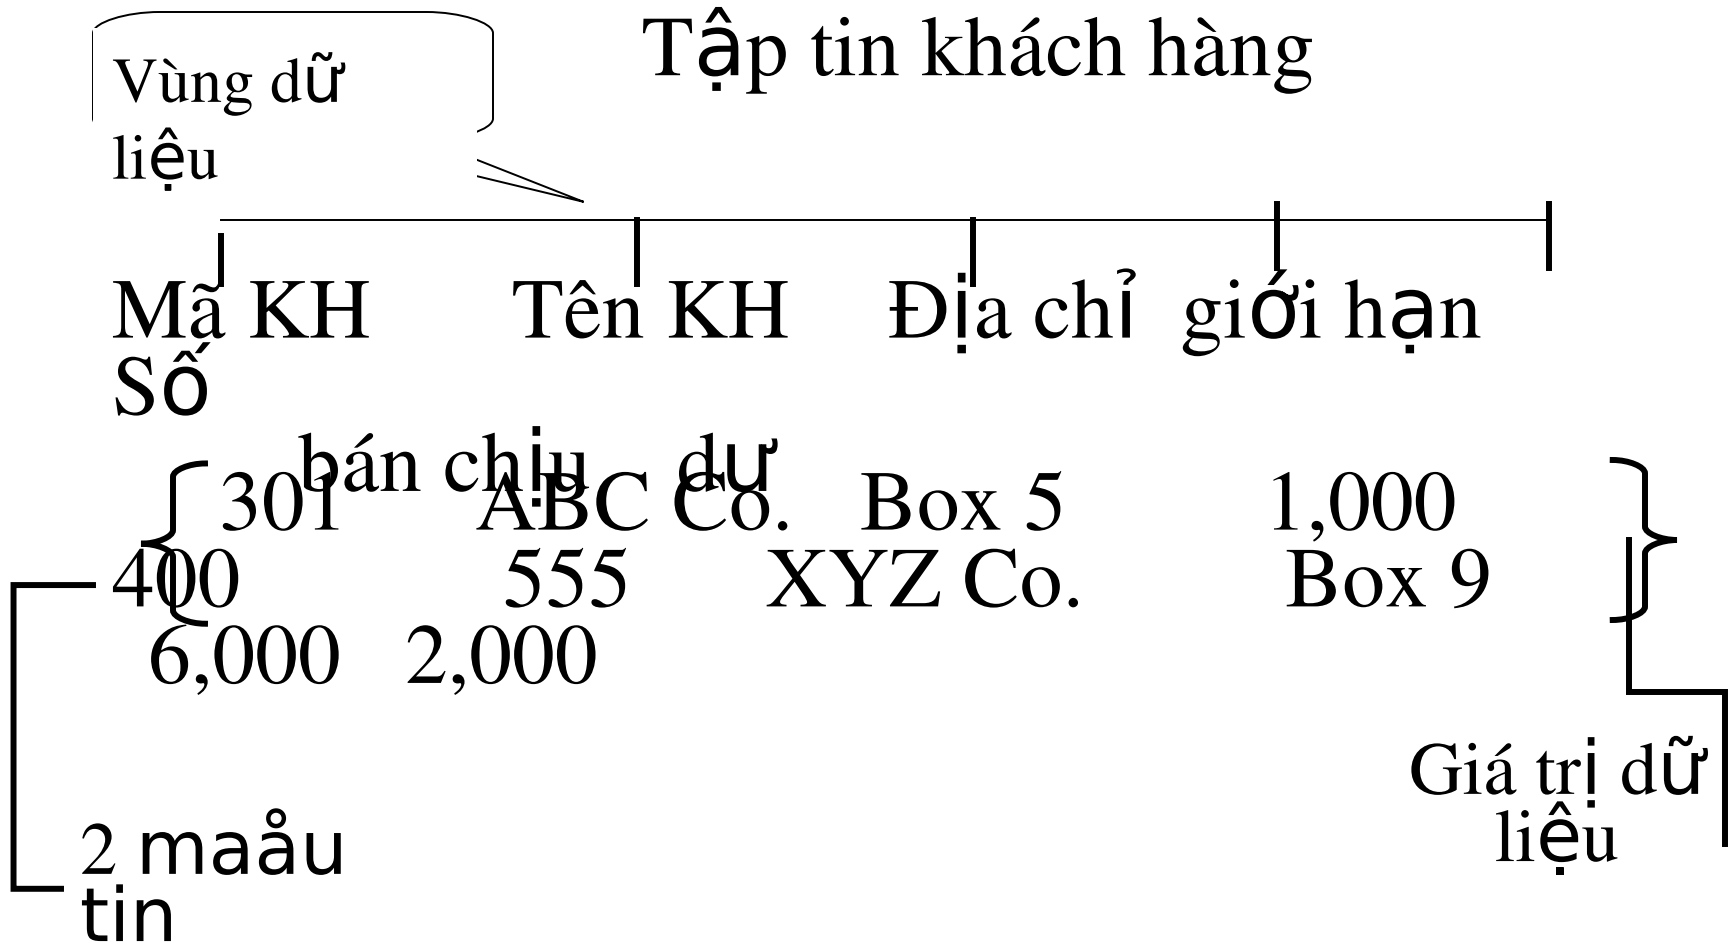 Tập tin khách hàng
Vùng dữ
liệu
Mã KH Tên KH Địa chỉ giới hạn
Số
bán chịu dư
301 ABC Co. Box 5 1,000
400 555 XYZ Co. Box 9
6,000 2,000
Giá trị dữ
liệu
2 maåu
tin